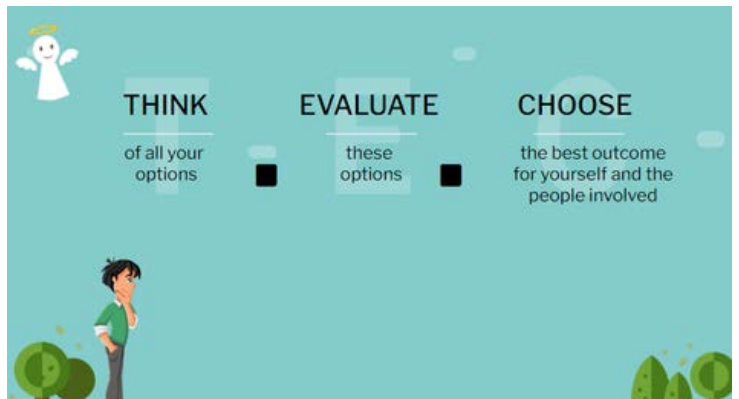 T
E
C
THINK
of all your
options
EVALUATE
these
options
CHOOSE
the best outcome
for yourself and the
people involved